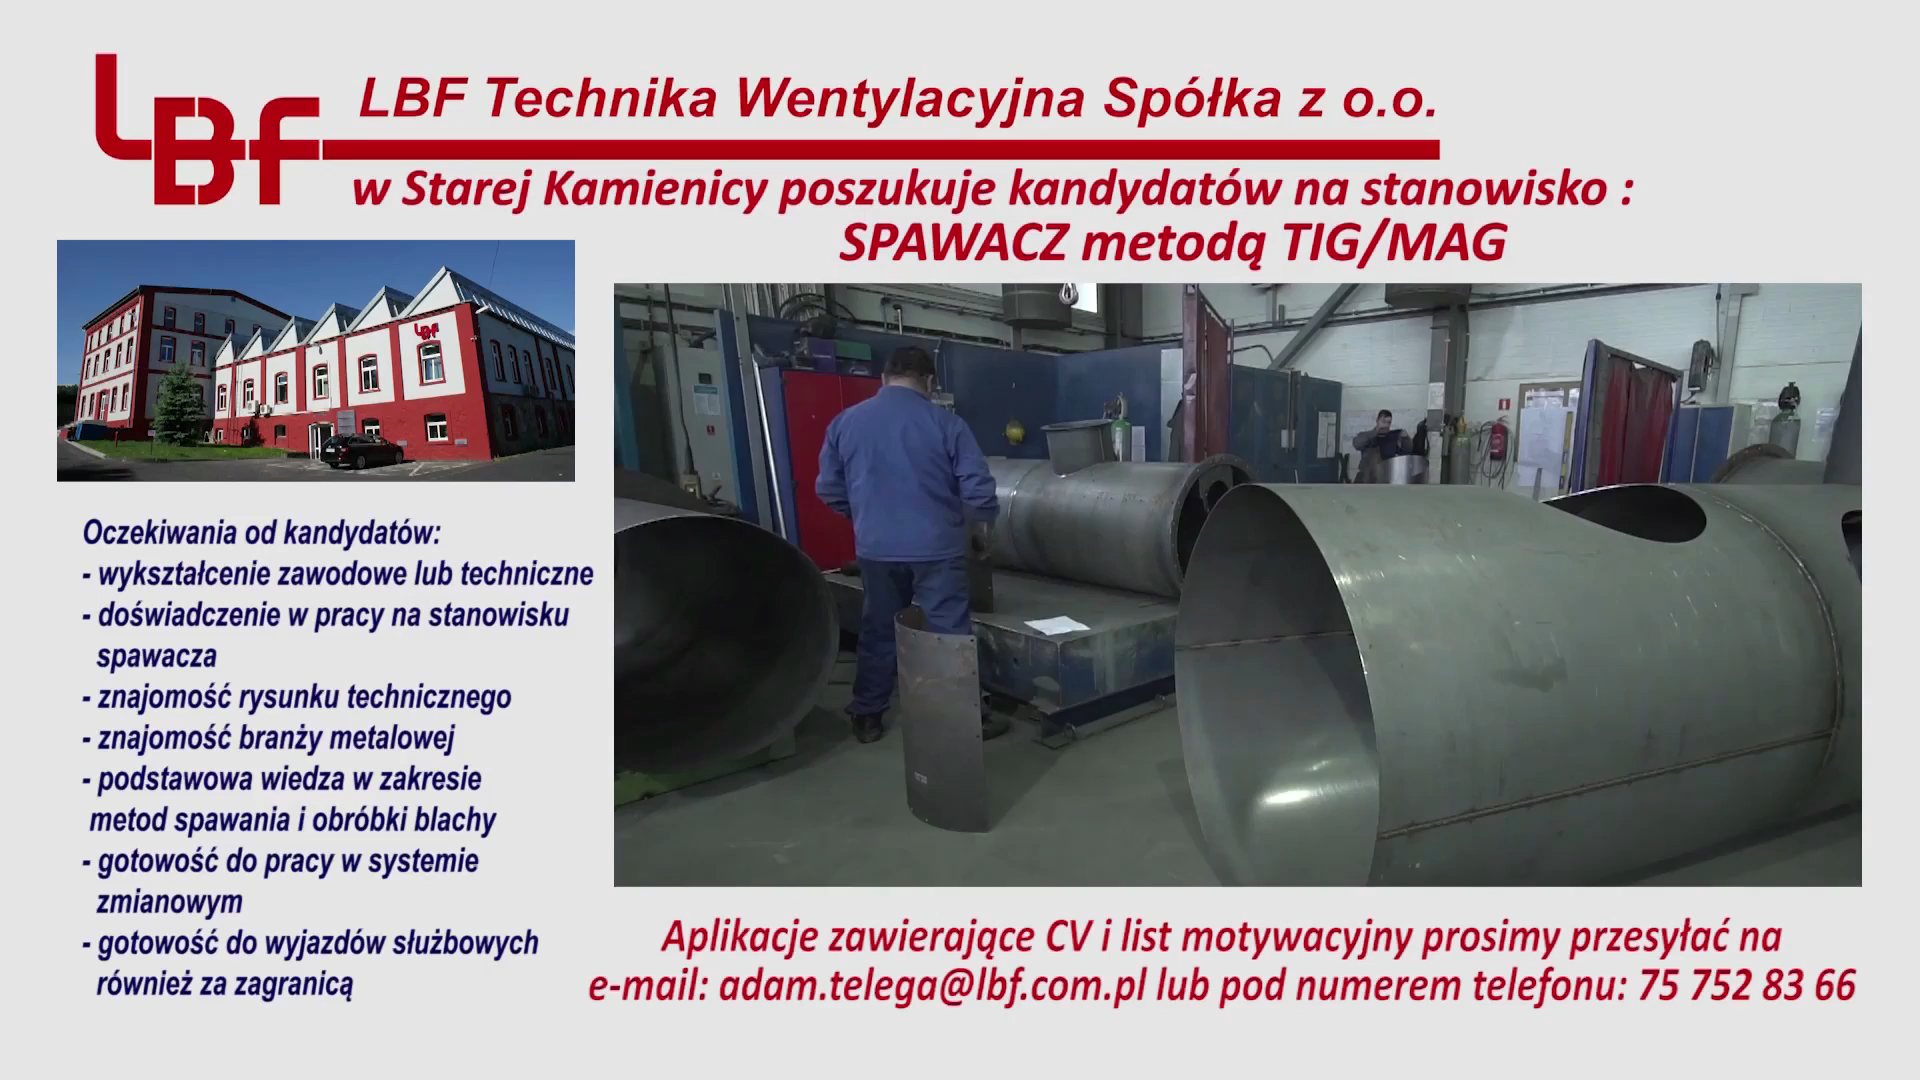 LBF
LBF Technika Wentylacyjna Spółka z o.o.
w Starej Kamienicy poszukuje kandydatów na stanowisko :
SPAWACZ metodą TIG/MAG
LBF
Oczekiwania od kandydatów:
- wykształcenie zawodowe lub techniczne
- doświadczenie w pracy na stanowisku
spawacza
- znajomość rysunku technicznego
- znajomość branży metalowej
- podstawowa wiedza w zakresie
metod spawania i obróbki blachy
- gotowość do pracy w systemie
zmianowym
- gotowość do wyjazdów służbowych
również za zagranicą
Aplikacje zawierające CV i list motywacyjny prosimy przesyłać na
e-mail: adam.telega@lbf.com.pl lub pod numerem telefonu: 75 752 83 66